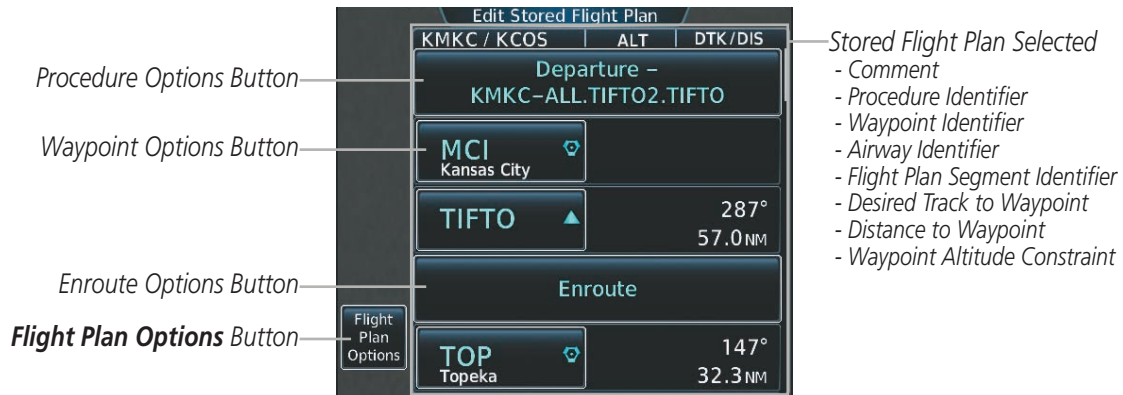 Edit Stored Flight Plan
KMKC / KCOS ALT DTK/DIS
Departure –
KMKC–ALL.TIFTO2.TIFTO
MCI
Kansas City
TIFTO 287°
57.0NM
Enroute
Flight
Plan
Options
TOP 147°
Topeka 32.3NM
Procedure Options Button
Waypoint Options Button
Enroute Options Button
Flight Plan Options Button
Stored Flight Plan Selected
- Comment
- Procedure Identifier
- Waypoint Identifier
- Airway Identifier
- Flight Plan Segment Identifier
- Desired Track to Waypoint
- Distance to Waypoint
- Waypoint Altitude Constraint